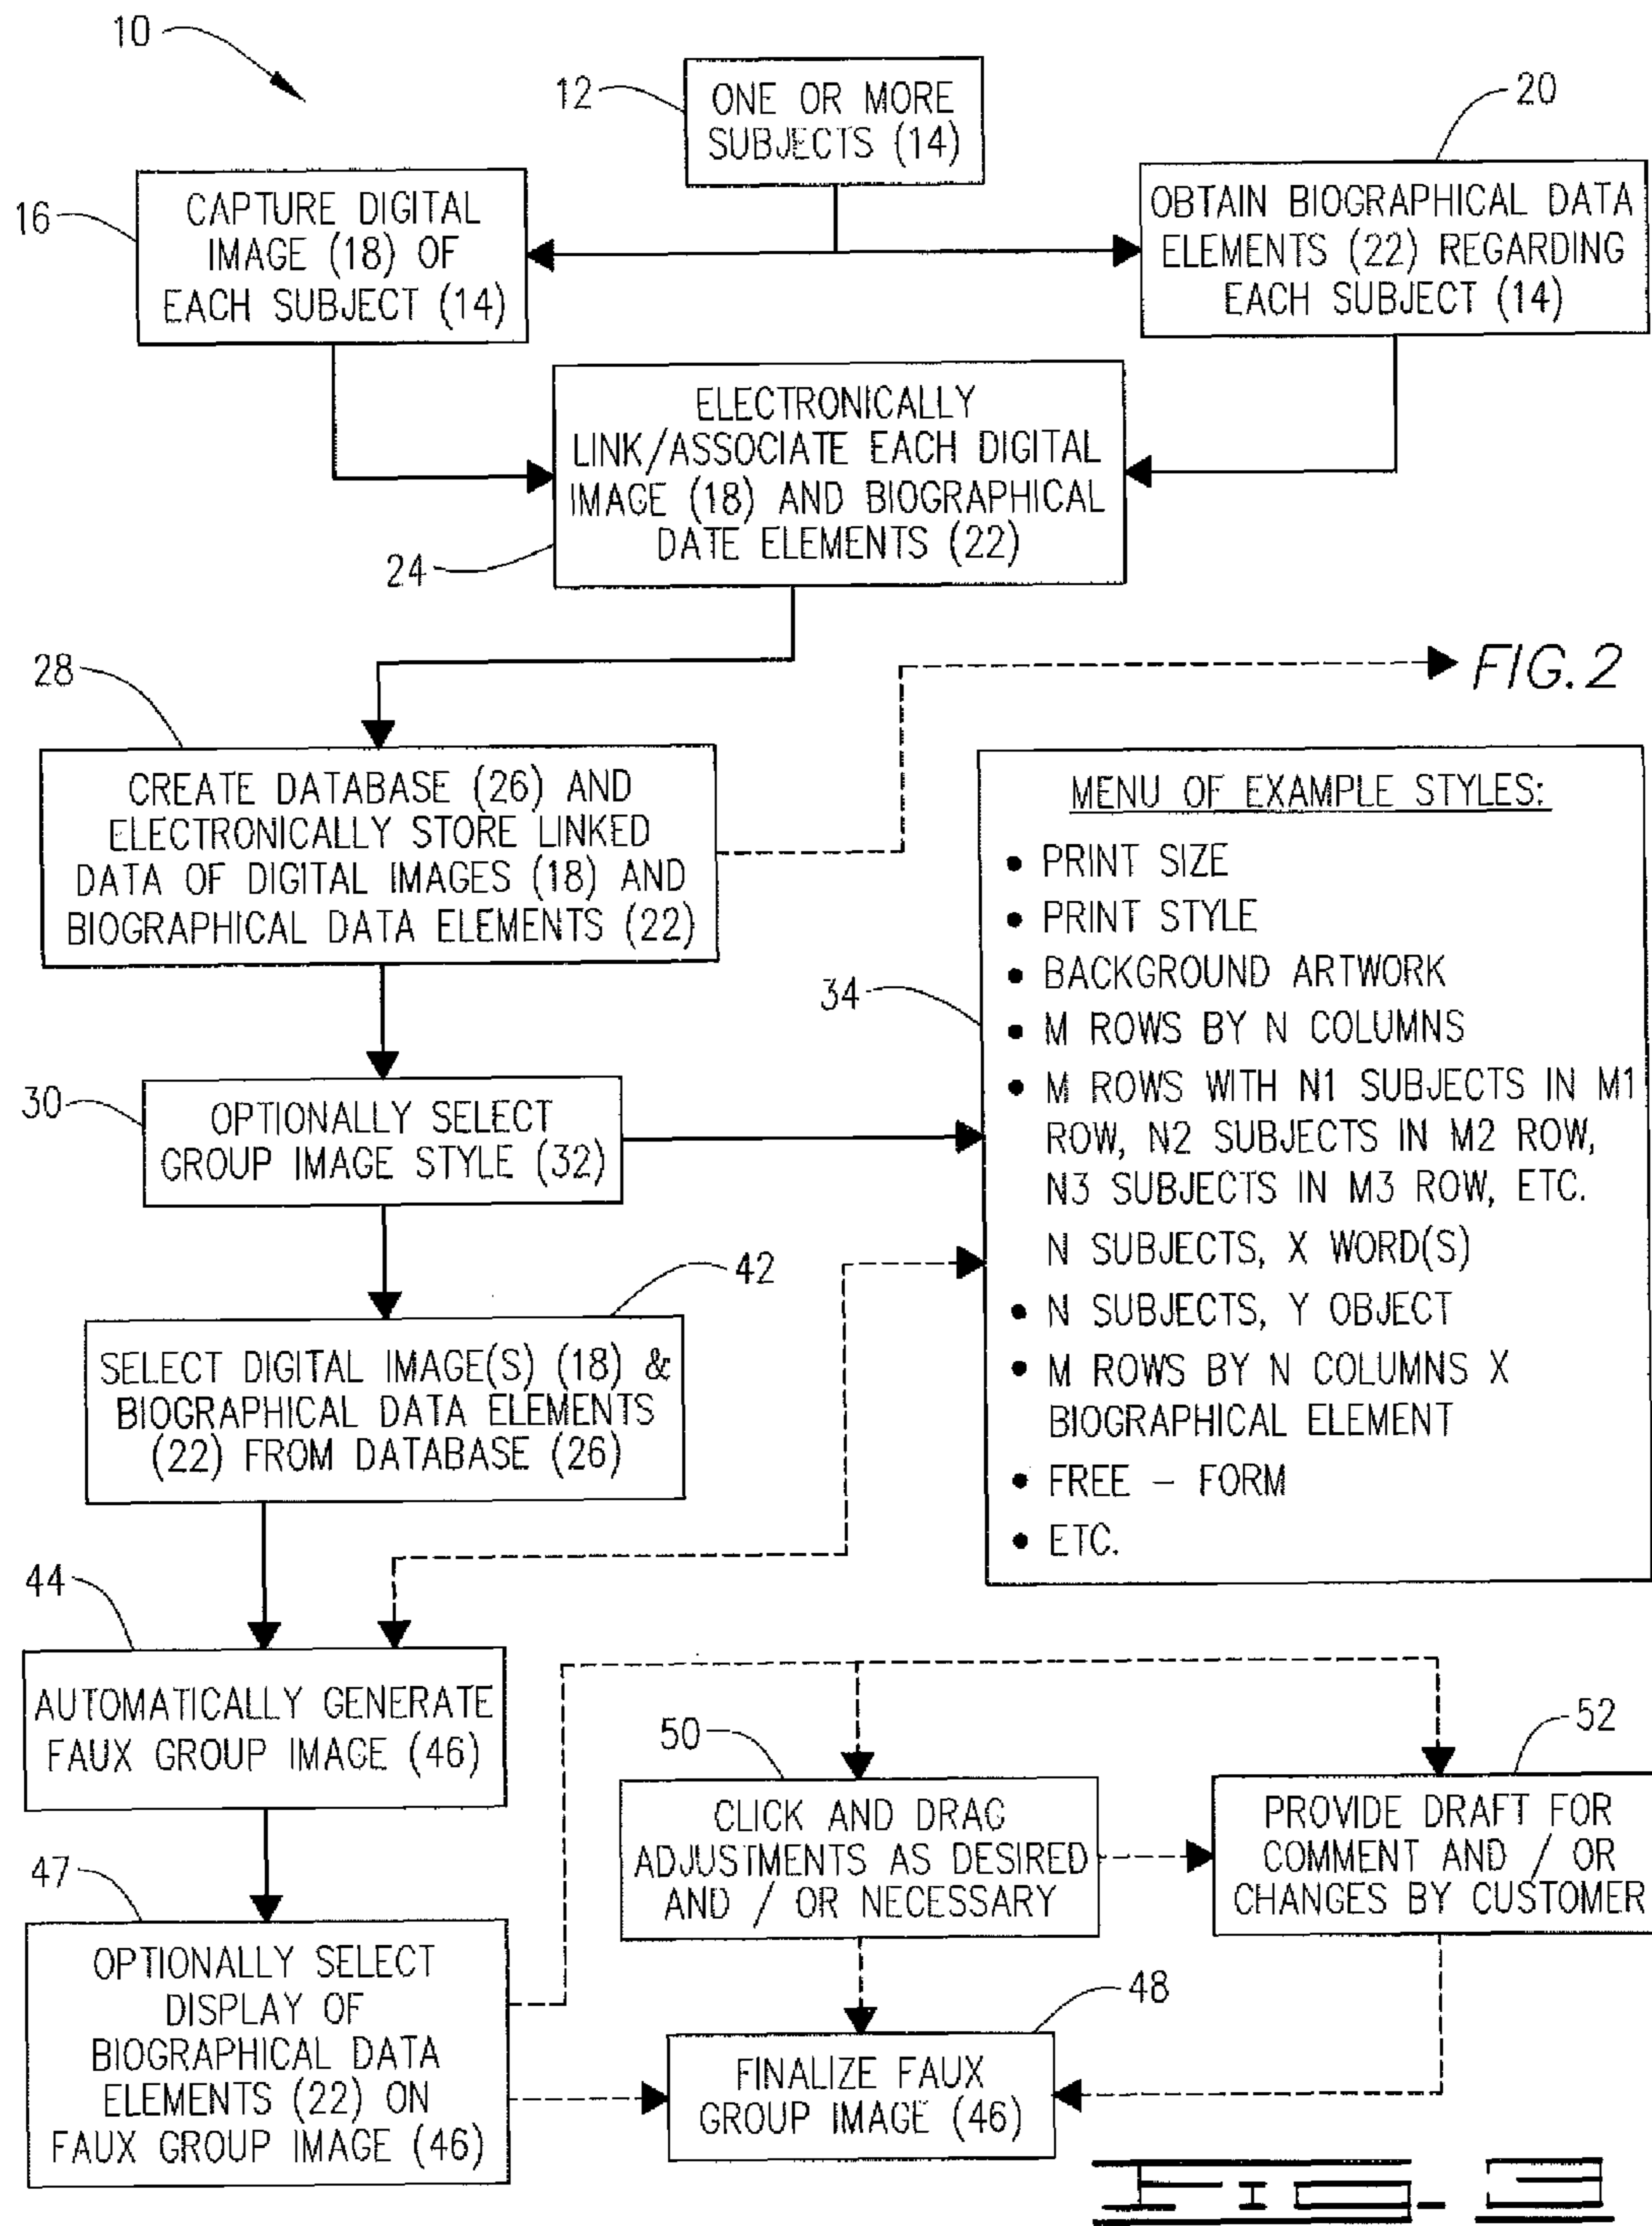 10
12
ONE OR MORE
SUBJECTS (14)
20
16
CAPTURE DIGITAL
IMAGE (18) OF
EACH SUBJECT (14)
OBTAIN BIOGRAPHICAL DATA
ELEMENTS (22) REGARDING
EACH SUBJECT (14)
ELECTRONICALLY
LINK/ASSOCIATE EACH DIGITAL
IMAGE (18) AND BIOGRAPHICAL
DATE ELEMENTS (22)
24
28
FIG. 2
CREATE DATABASE (26) AND
ELECTRONICALLY STORE LINKED
DATA OF DIGITAL IMAGES (18) AND
BIOGRAPHICAL DATA ELEMENTS (22)
34
MENU OF EXAMPLE STYLES:
• PRINT SIZE
• PRINT STYLE
• BACKGROUND ARTWORK
• M ROWS BY N COLUMNS
• M ROWS WITH N1 SUBJECTS IN M1
ROW, N2 SUBJECTS IN M2 ROW,
N3 SUBJECTS IN M3 ROW, ETC.
N SUBJECTS, X WORD(S)
• N SUBJECTS, Y OBJECT
• M ROWS BY N COLUMNS X
BIOGRAPHICAL ELEMENT
• FREE – FORM
• ETC.
30
OPTIONALLY SELECT
GROUP IMAGE STYLE (32)
42
SELECT DIGITAL IMAGE(S) (18) &
BIOGRAPHICAL DATA ELEMENTS
(22) FROM DATABASE (26)
44
AUTOMATICALLY GENERATE
FAUX GROUP IMAGE (46)
50
CLICK AND DRAG
ADJUSTMENTS AS DESIRED
AND / OR NECESSARY
52
PROVIDE DRAFT FOR
COMMENT AND / OR
CHANGES BY CUSTOMER
47
OPTIONALLY SELECT
DISPLAY OF
BIOGRAPHICAL DATA
ELEMENTS (22) ON
FAUX GROUP IMAGE (46)
48
FINALIZE FAUX
GROUP IMAGE (46)